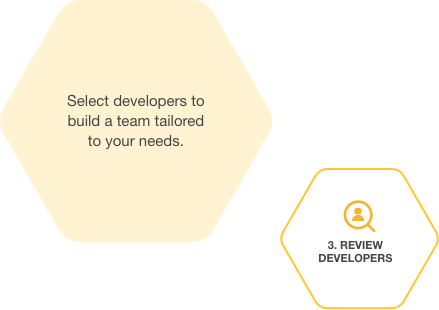 Select developers to
build a team tailored
to your needs.
3. REVIEW
DEVELOPERS